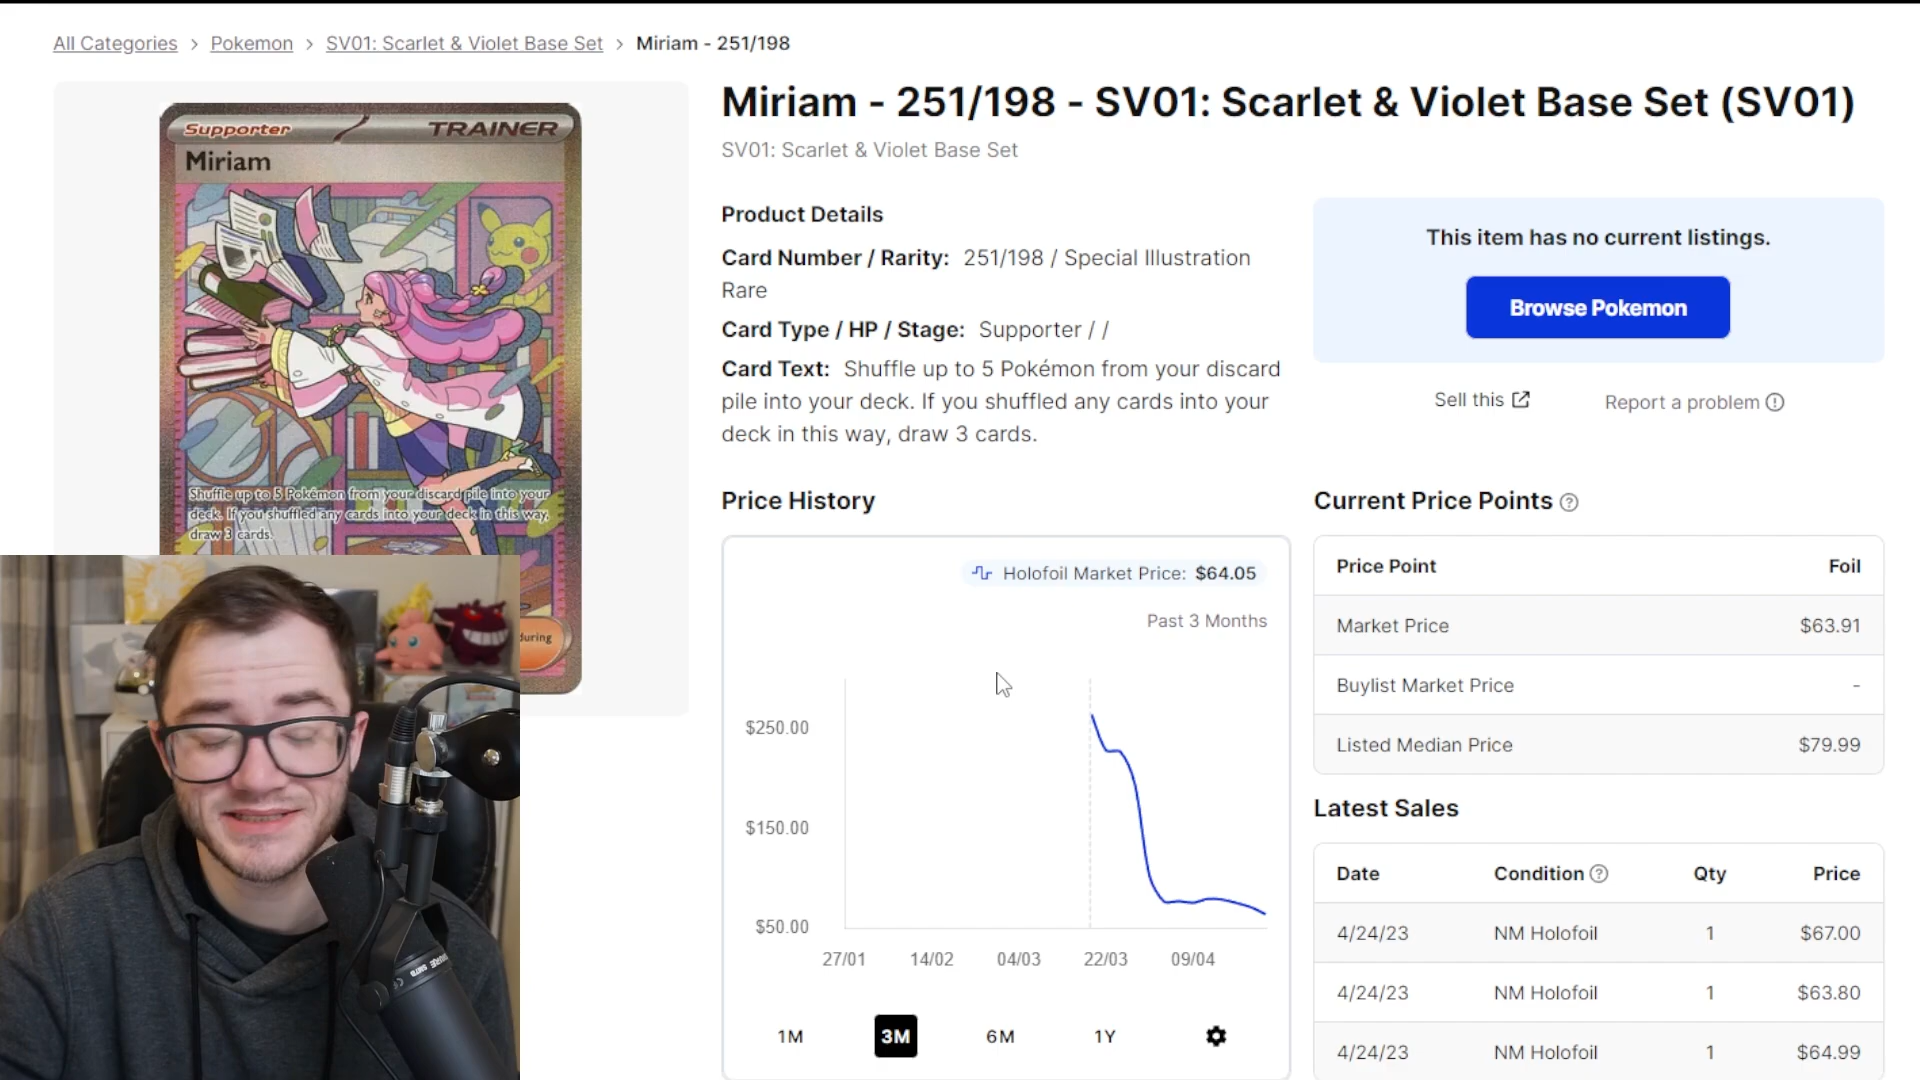 All Categories > Pokemon > SV01: Scarlet & Violet Base Set > Miriam - 251/198
Supporter TRAINER
Miriam
Shuffle up to 5 Pokémon from your discard pile into your
deck. If you shuffled any cards into your deck in this way,
draw 3 cards.
during
Miriam - 251/198 - SV01: Scarlet & Violet Base Set (SV01)
SV01: Scarlet & Violet Base Set
Product Details
Card Number / Rarity: 251/198 / Special Illustration
Rare
Card Type / HP / Stage: Supporter / /
Card Text: Shuffle up to 5 Pokémon from your discard
pile into your deck. If you shuffled any cards into your
deck in this way, draw 3 cards.
This item has no current listings.
Browse Pokemon
Sell this
Report a problem
Price History
Holofoil Market Price: $64.05
Past 3 Months
$250.00
$150.00
$50.00
27/01 14/02 04/03 22/03 09/04
1M 3M 6M 1Y
Current Price Points
Price Point Foil
Market Price $63.91
Buylist Market Price -
Listed Median Price $79.99
Latest Sales
Date Condition Qty Price
4/24/23 NM Holofoil 1 $67.00
4/24/23 NM Holofoil 1 $63.80
4/24/23 NM Holofoil 1 $64.99